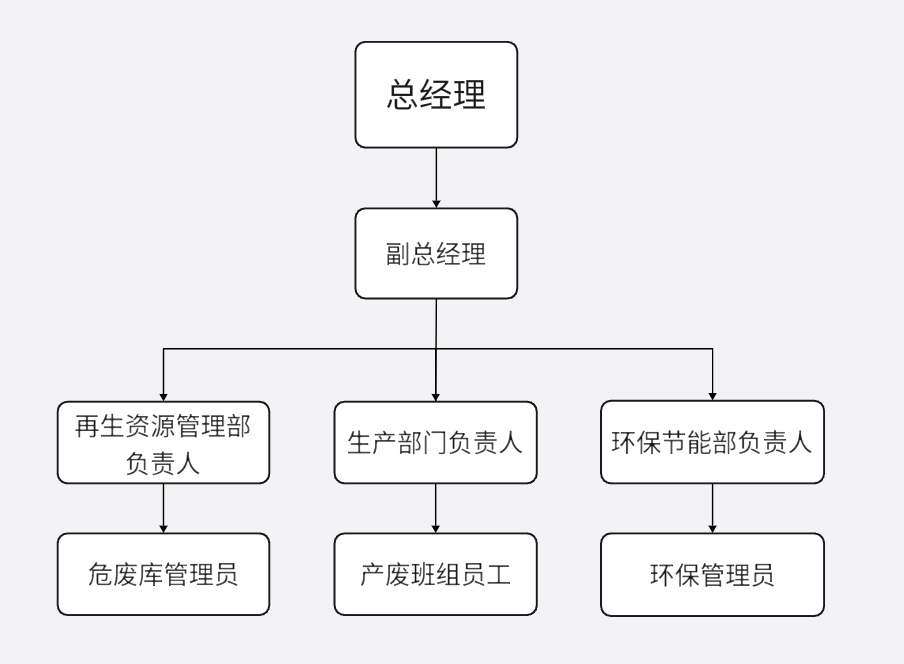 总经理
副总经理
再生资源管理部
负责人
生产部门负责人
环保节能部负责人
危废库管理员
产废班组员工
环保管理员